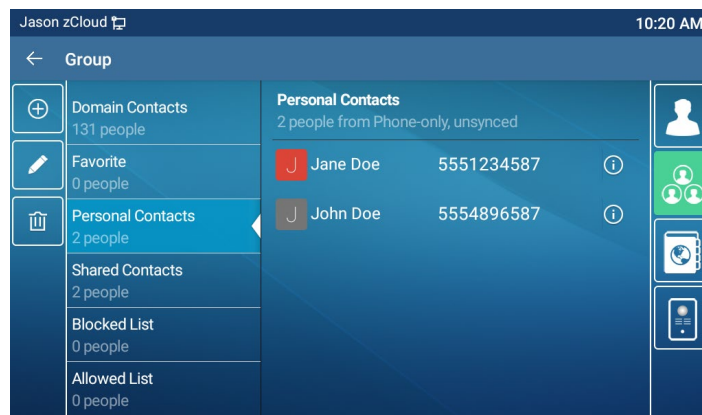 Jason zCloud
10:20 AM
Group
Domain Contacts
131 people
Favorite
0 people
Personal Contacts
2 people
Shared Contacts
2 people
Blocked List
0 people
Allowed List
0 people
Personal Contacts
2 people from Phone-only, unsynced
J Jane Doe 5551234587
J John Doe 5554896587